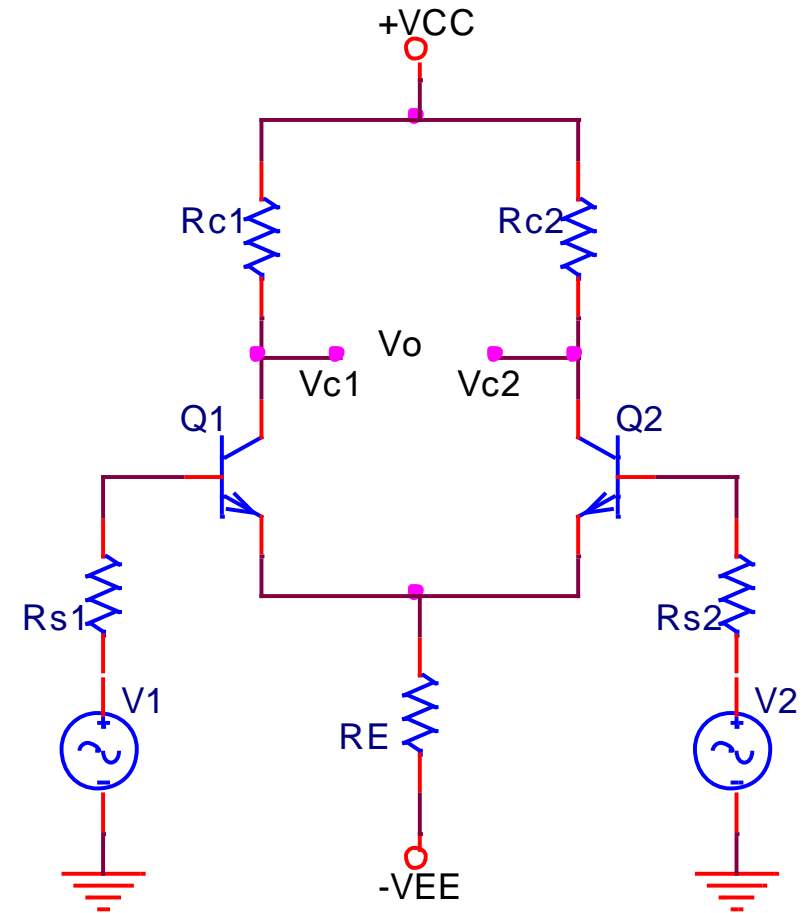 +VCC
Rc1 Rc2
Vo
Vc1 Vc2
Q1 Q2
Rs1 Rs2
V1 V2
RE
-VEE